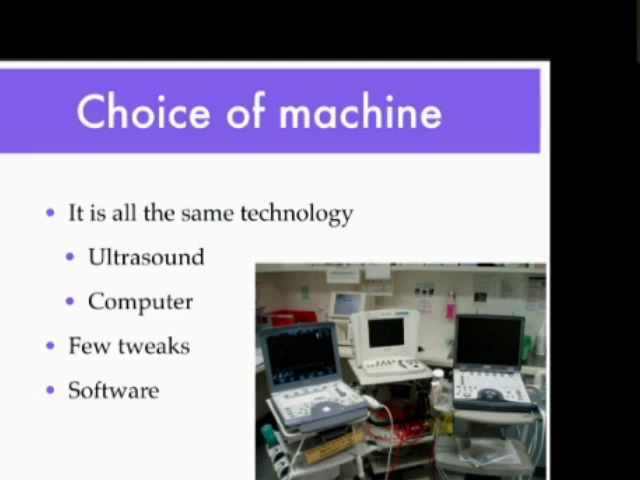 Choice of machine
• It is all the same technology
• Ultrasound
• Computer
• Few tweaks
• Software